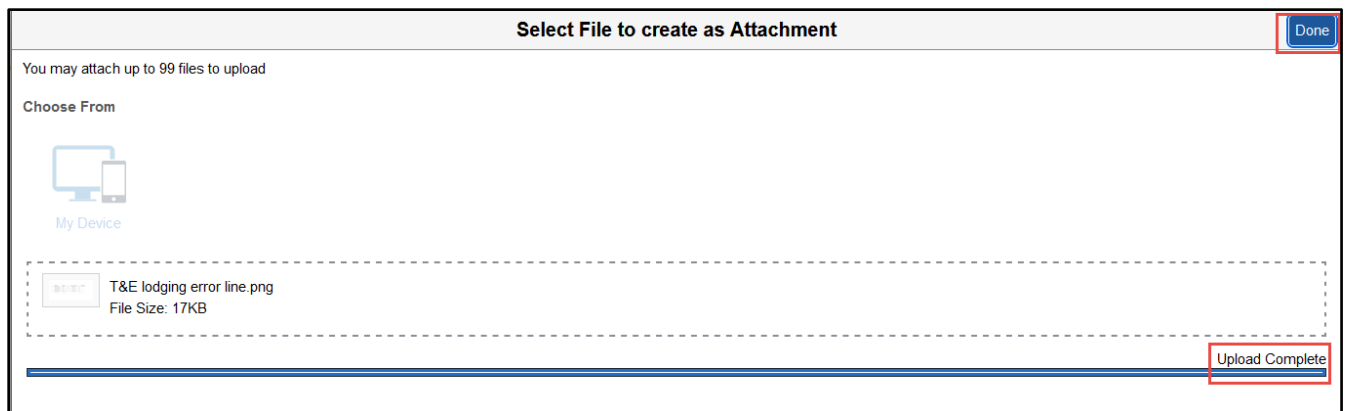 Select File to create as Attachment
Done
You may attach up to 99 files to upload
Choose From
My Device
T&E lodging error line.png
File Size: 17KB
Upload Complete